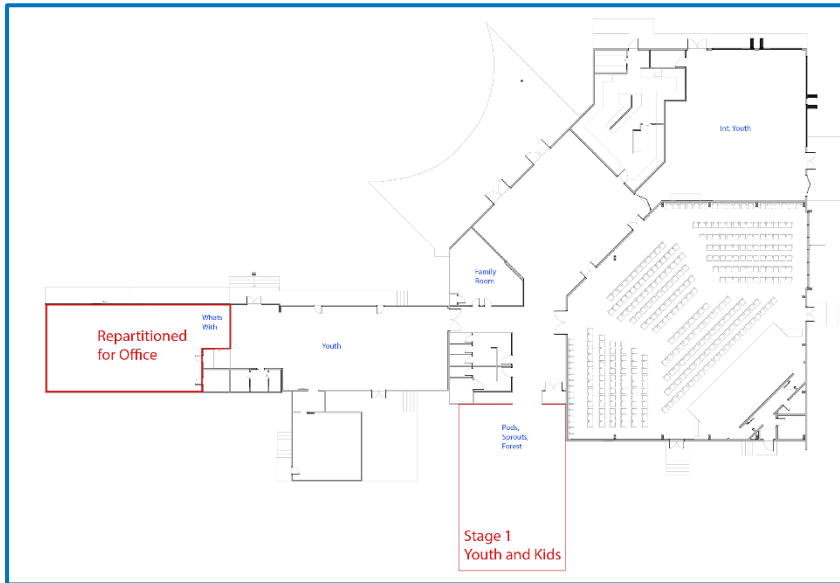 Int. Youth
Family
Room
Whats
With
Repartitioned
for Office
Youth
Pods,
Sprouts,
Forest
Stage 1
Youth and Kids